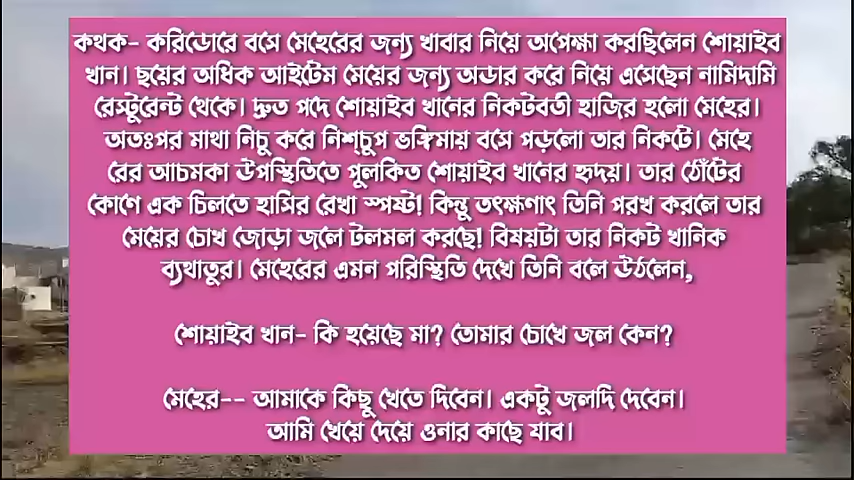 কথক- করিডোরে বসে মেহেরের জন্য খাবার নিয়ে অপেক্ষা করছিলেন শোয়াইব
খান। ছয়ের অধিক আইটেম মেয়ের জন্য অডার করে নিয়ে এসেছেন নামিদামি
রেস্টুরেন্ট থেকে। দ্রুত পদে শোয়াইব খানের নিকটবর্তী হাজির হলো মেহের।
অতঃপর মাথা নিচু করে নিশ্চুপ ভঙ্গিমায় বসে পড়লো তার নিকটে। মেহে
রের আচমকা উপস্থিতিতে পুলকিত শোয়াইব খানের হৃদয়। তার ঠোঁটের
কোণে এক চিলতে হাসির রেখা স্পষ্ট! কিন্তু তৎক্ষণাৎ তিনি পরখ করলে তার
মেয়ের চোখ জোড়া জলে টলমল করছে! বিষয়টা তার নিকট খানিক
ব্যথাতুর। মেহেরের এমন পরিস্থিতি দেখে তিনি বলে উঠলেন,
শোয়াইব খান- কি হয়েছে মা? তোমার চোখে জল কেন?
মেহের-- আমাকে কিছু খেতে দিবেন। একটু জলদি দেবেন।
আমি খেয়ে দেয়ে ওনার কাছে যাব।